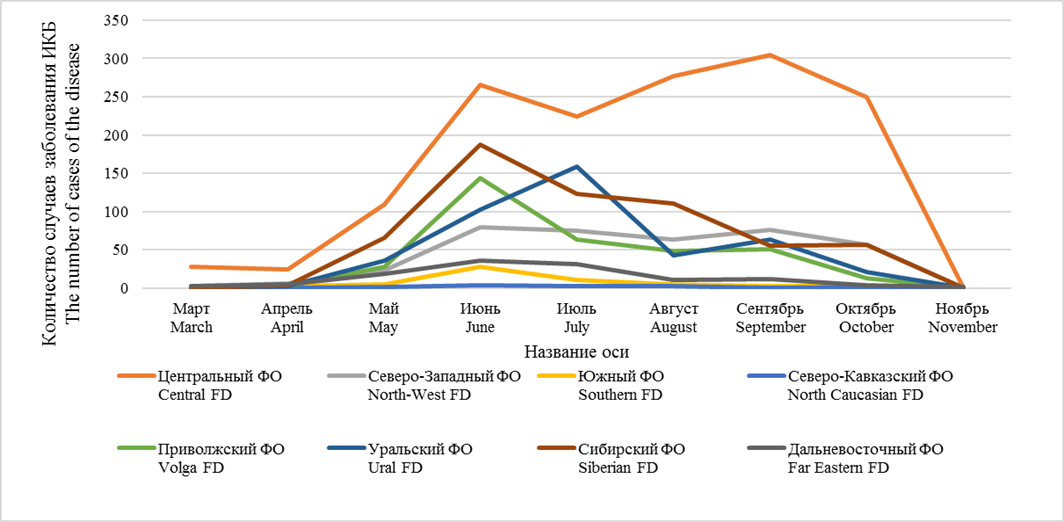 Количество случаев заболевания ИКБ
The number of cases of the disease
350
300
250
200
150
100
50
0
Март Апрель Май Июнь Июль Август Сентябрь Октябрь Ноябрь
March April May June July August September October November
Название оси
Центральный ФО Северо-Западный ФО Южный ФО Северо-Кавказский ФО
Central FD North-West FD Southern FD North Caucasian FD
Приволжский ФО Уральский ФО Сибирский ФО Дальневосточный ФО
Volga FD Ural FD Siberian FD Far Eastern FD